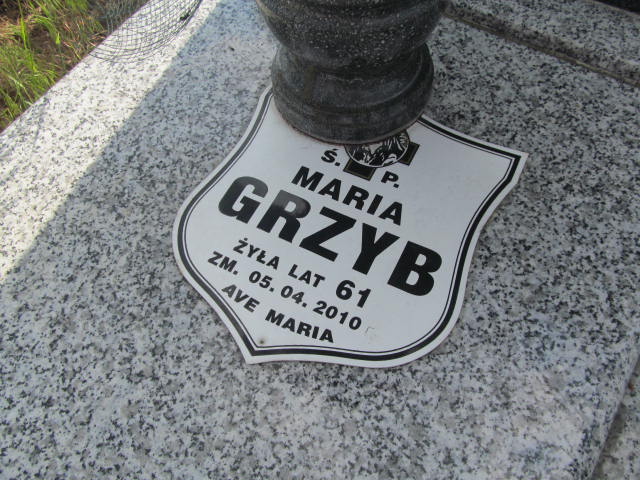 Ś. P.
MARIA
GRZYB
ŻYŁA LAT 61
ZM. 05. 04. 2010
AVE MARIA